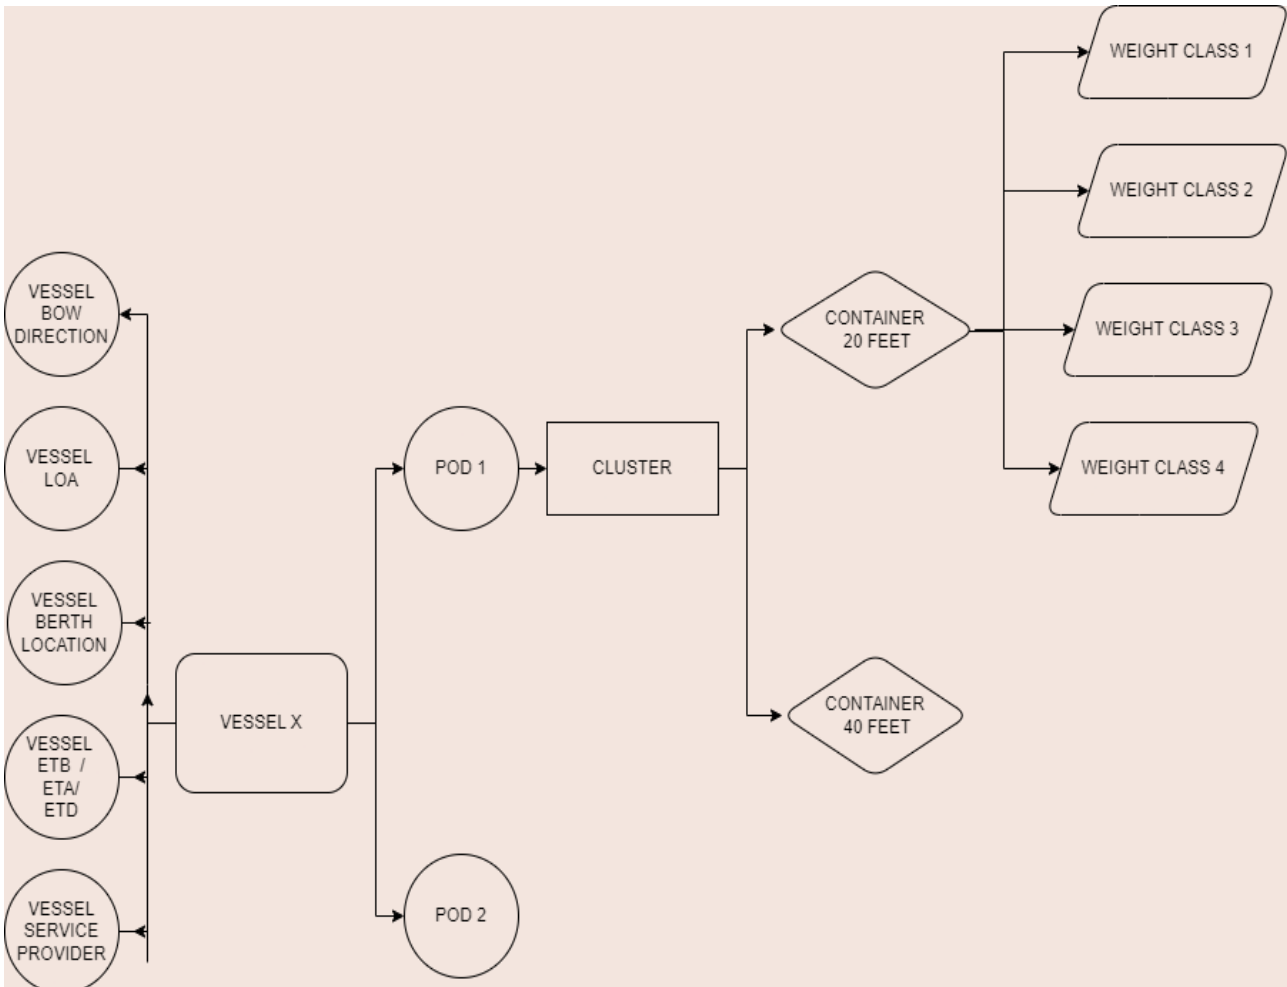 VESSEL
BOW
DIRECTION
VESSEL
LOA
VESSEL
BERTH
LOCATION
VESSEL
ETB /
ETA/
ETD
VESSEL
SERVICE
PROVIDER
VESSEL X
POD 1
POD 2
CLUSTER
CONTAINER
20 FEET
CONTAINER
40 FEET
WEIGHT CLASS 1
WEIGHT CLASS 2
WEIGHT CLASS 3
WEIGHT CLASS 4